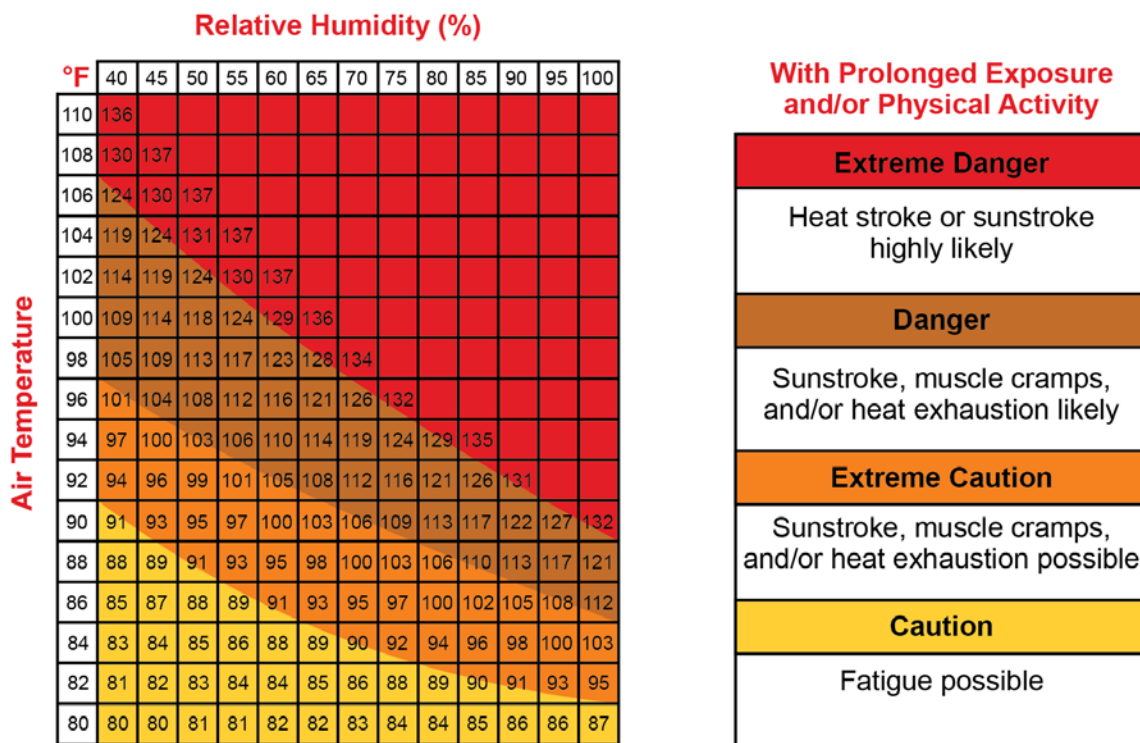 Relative Humidity (%)
°F 40 45 50 55 60 65 70 75 80 85 90 95 100
110 136
108 130 137
106 124 130 137
104 119 124 131 137
102 114 119 124 130 137
100 109 114 118 124 129 136
98 105 109 113 117 123 128 134
96 101 104 108 112 116 121 126 132
94 97 100 103 106 110 114 119 124 129 135
92 94 96 99 101 105 108 112 116 121 126 131
90 91 93 95 97 100 103 106 109 113 117 122 127 132
88 88 89 91 93 95 98 100 103 106 110 113 117 121
86 85 87 88 89 91 93 95 97 100 102 105 108 112
84 83 84 85 86 88 89 90 92 94 96 98 100 103
82 81 82 83 84 84 85 86 88 89 90 91 93 95
80 80 80 81 81 82 82 83 84 84 85 86 86 87
Air Temperature
With Prolonged Exposure
and/or Physical Activity
Extreme Danger
Heat stroke or sunstroke
highly likely
Danger
Sunstroke, muscle cramps,
and/or heat exhaustion likely
Extreme Caution
Sunstroke, muscle cramps,
and/or heat exhaustion possible
Caution
Fatigue possible